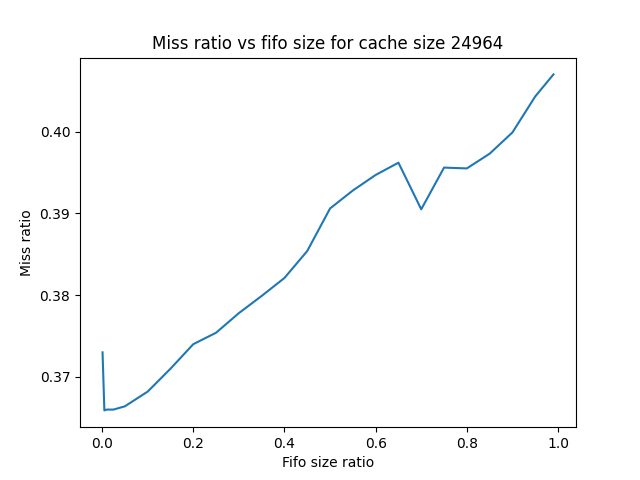 Miss ratio vs fifo size for cache size 24964
0.40
0.39
0.38
0.37
Miss ratio
0.0 0.2 0.4 0.6 0.8 1.0
Fifo size ratio